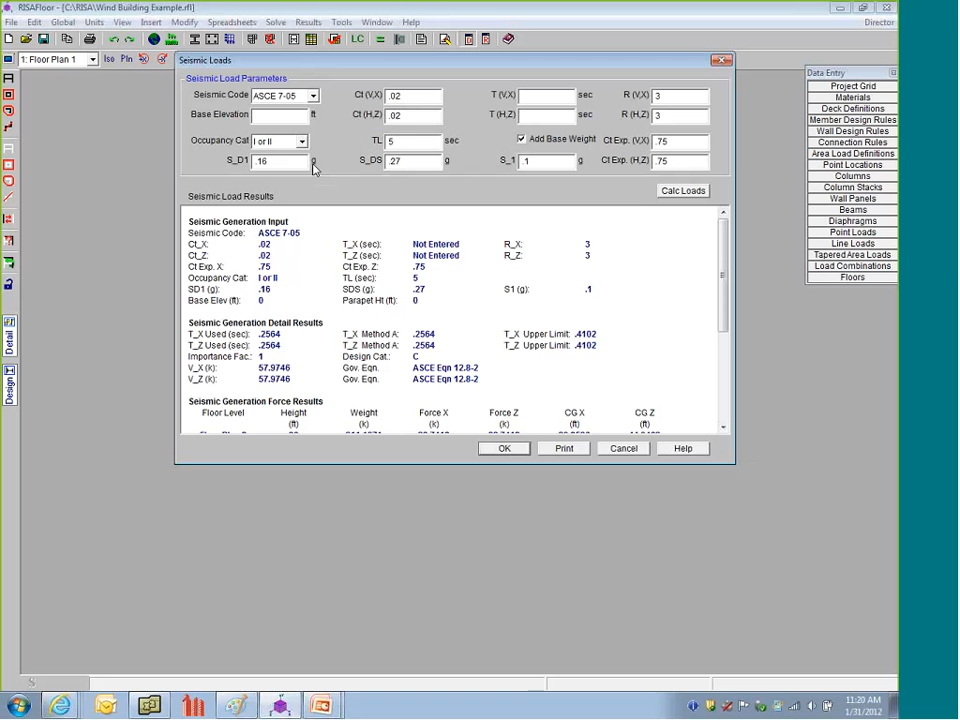 RISAFloor - [C:\RISA\Wind Building Example.rfl]
File Edit Global Units View Insert Modify Spreadsheets Solve Results Tools Window Help
Director
LC
1: Floor Plan 1
Iso Pln
Seismic Loads
Seismic Load Parameters
Seismic Code ASCE 7-05 Ct (V,X) .02 T (V,X) sec R (V,X) 3
Base Elevation ft Ct (H,Z) .02 T (H,Z) sec R (H,Z) 3
Occupancy Cat I or II TL 5 sec Add Base Weight Ct Exp. (V,X) .75
S_D1 .16 g S_DS .27 g S_1 .1 g Ct Exp. (H,Z) .75
Seismic Load Results
Calc Loads
Seismic Generation Input
Seismic Code: ASCE 7-05
Ct_X: .02 T_X (sec): Not Entered R_X: 3
Ct_Z: .02 T_Z (sec): Not Entered R_Z: 3
Ct Exp. X: .75 Ct Exp. Z: .75
Occupancy Cat: I or II TL (sec): 5
SD1 (g): .16 SDS (g): .27 S1 (g): .1
Base Elev (ft): 0 Parapet Ht (ft): 0
Seismic Generation Detail Results
T_X Used (sec): .2564 T_X Method A: .2564 T_X Upper Limit: .4102
T_Z Used (sec): .2564 T_Z Method A: .2564 T_Z Upper Limit: .4102
Importance Fac.: 1 Design Cat.: C
V_X (k): 57.9746 Gov. Eqn. ASCE Eqn 12.8-2
V_Z (k): 57.9746 Gov. Eqn. ASCE Eqn 12.8-2
Seismic Generation Force Results
Floor Level Height Weight Force X Force Z CG X CG Z
(ft) (k) (k) (k) (ft) (ft)
OK Print Cancel Help
Data Entry
Project Grid
Materials
Deck Definitions
Member Design Rules
Wall Design Rules
Connection Rules
Area Load Definitions
Point Locations
Columns
Column Stacks
Wall Panels
Beams
Diaphragms
Point Loads
Line Loads
Tapered Area Loads
Load Combinations
Floors
Detail
Design
S
11:20 AM
1/31/2012